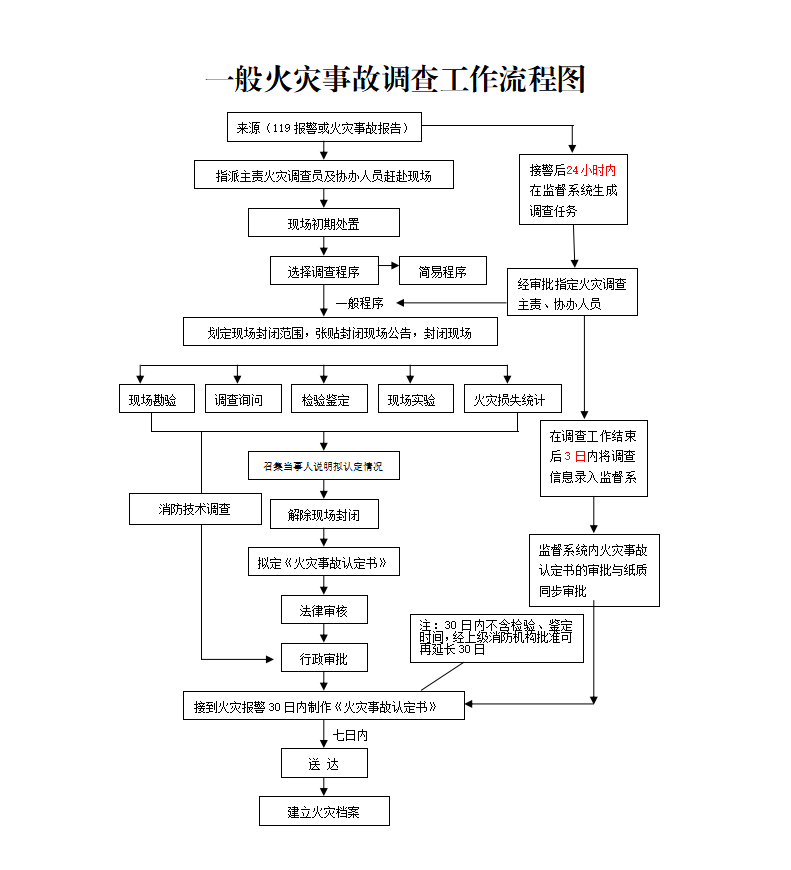 一般火灾事故调查工作流程图
来源（119报警或火灾事故报告）
指派主责火灾调查员及协办人员赶赴现场
接警后24小时内
在监督系统生成
调查任务
现场初期处置
选择调查程序
简易程序
经审批指定火灾调查
主责、协办人员
一般程序
划定现场封闭范围，张贴封闭现场公告，封闭现场
现场勘验
调查询问
检验鉴定
现场实验
火灾损失统计
在调查工作结束
后3日内将调查
信息录入监督系
召集当事人说明拟认定情况
消防技术调查
解除现场封闭
拟定《火灾事故认定书》
监督系统内火灾事故
认定书的审批与纸质
同步审批
法律审核
注：30日内不含检验、鉴定
时间，经上级消防机构批准可
再延长30日
行政审批
接到火灾报警30日内制作《火灾事故认定书》
七日内
送 达
建立火灾档案